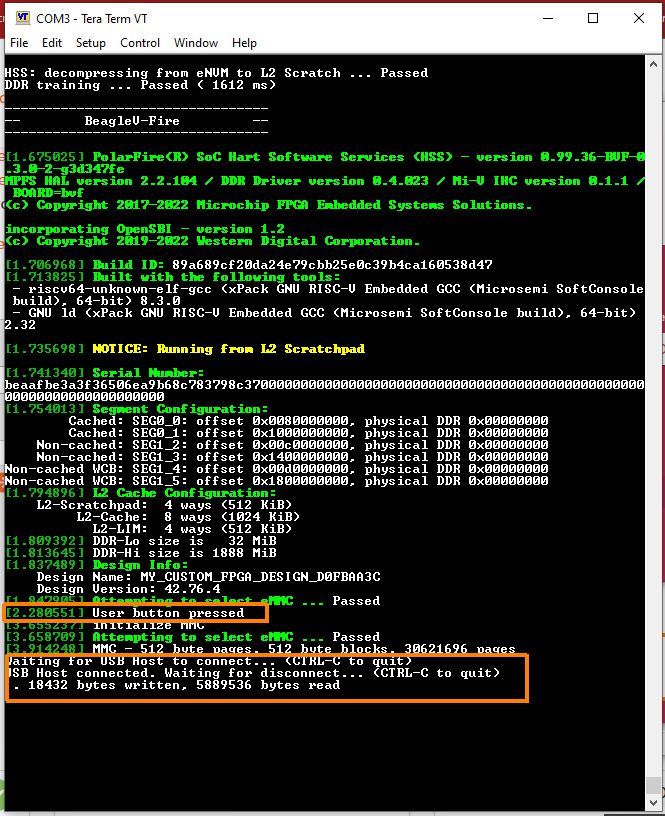 COM3 - Tera Term VT
File Edit Setup Control Window Help
HSS: decompressing from eNVM to L2 Scratch ... Passed
DDR training ... Passed ( 1612 ms)
---------------------------------
-- BeagleV-Fire --
---------------------------------
[1.675025] PolarFire(R) SoC Hart Software Services (HSS) - version 0.99.36-BVF-0
.3.0-2-g3d347fe
MPFS HAL version 2.2.104 / DDR Driver version 0.4.023 / Mi-V IHC version 0.1.1 /
BOARD=bvf
(c) Copyright 2017-2022 Microchip FPGA Embedded Systems Solutions.
incorporating OpenSBI - version 1.2
(c) Copyright 2019-2022 Western Digital Corporation.
[1.706968] Build ID: 89a689cf20da24e79cbb25e0c39b4ca160538d47
[1.713825] Built with the following tools:
- riscv64-unknown-elf-gcc (xPack GNU RISC-V Embedded GCC (Microsemi SoftConsole
build), 64-bit) 8.3.0
- GNU ld (xPack GNU RISC-V Embedded GCC (Microsemi SoftConsole build), 64-bit)
2.32
[1.735698] NOTICE: Running from L2 Scratchpad
[1.741340] Serial Number:
beaafbe3a3f36506ea9b68c783798c370000000000000000000000000000000000000000000000000
00000000000000000000
[1.754013] Segment Configuration:
Cached: SEG0_0: offset 0x0080000000, physical DDR 0x00000000
Cached: SEG0_1: offset 0x1000000000, physical DDR 0x00000000
Non-cached: SEG1_2: offset 0x00c0000000, physical DDR 0x00000000
Non-cached: SEG1_3: offset 0x1400000000, physical DDR 0x00000000
Non-cached WCB: SEG1_4: offset 0x00d0000000, physical DDR 0x00000000
Non-cached WCB: SEG1_5: offset 0x1800000000, physical DDR 0x00000000
[1.794896] L2 Cache Configuration:
L2-Scratchpad: 4 ways (512 KiB)
L2-Cache: 8 ways (1024 KiB)
L2-LIM: 4 ways (512 KiB)
[1.809392] DDR-Lo size is 32 MiB
[1.813645] DDR-Hi size is 1888 MiB
[1.837489] Design Info:
Design Name: MY_CUSTOM_FPGA_DESIGN_D0FBAA3C
Design Version: 42.76.4
[1.847905] Attempting to select eMMC ... Passed
[2.280551] User button pressed
[3.655237] Initialize MMC
[3.658709] Attempting to select eMMC ... Passed
[3.914248] MMC - 512 byte pages, 512 byte blocks, 30621696 pages
Waiting for USB Host to connect... (CTRL-C to quit)
USB Host connected. Waiting for disconnect... (CTRL-C to quit)
. 18432 bytes written, 5889536 bytes read